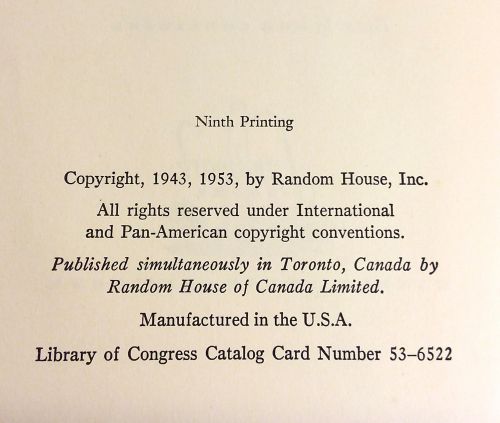 Ninth Printing
Copyright, 1943, 1953, by Random House, Inc.
All rights reserved under International
and Pan-American copyright conventions.
Published simultaneously in Toronto, Canada by
Random House of Canada Limited.
Manufactured in the U.S.A.
Library of Congress Catalog Card Number 53–6522